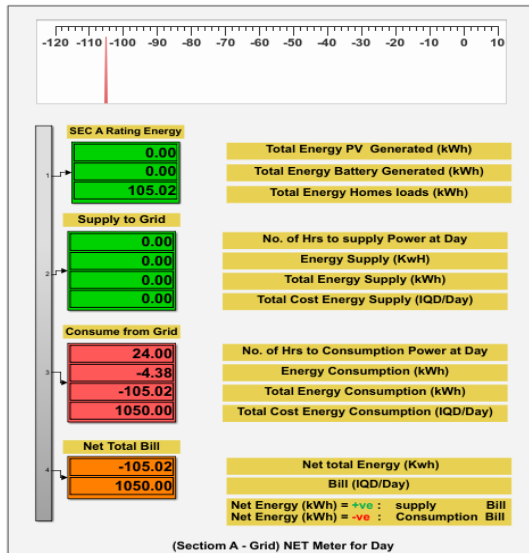 -120 -110 -100 -90 -80 -70 -60 -50 -40 -30 -20 -10 0 10
SEC A Rating Energy
0.00 Total Energy PV Generated (kWh)
1 0.00 Total Energy Battery Generated (kWh)
105.02 Total Energy Homes loads (kWh)
Supply to Grid
0.00 No. of Hrs to supply Power at Day
0.00 Energy Supply (KwH)
2 0.00 Total Energy Supply (kWh)
0.00 Total Cost Energy Supply (IQD/Day)
Consume from Grid
24.00 No. of Hrs to Consumption Power at Day
3 -4.38 Energy Consumption (kWh)
-105.02 Total Energy Consumption (kWh)
1050.00 Total Cost Energy Consumption (IQD/Day)
Net Total Bill
4 -105.02 Net total Energy (Kwh)
1050.00 Bill (IQD/Day)
Net Energy (kWh) = +ve : supply Bill
Net Energy (kWh) = -ve : Consumption Bill
(Sectiom A - Grid) NET Meter for Day